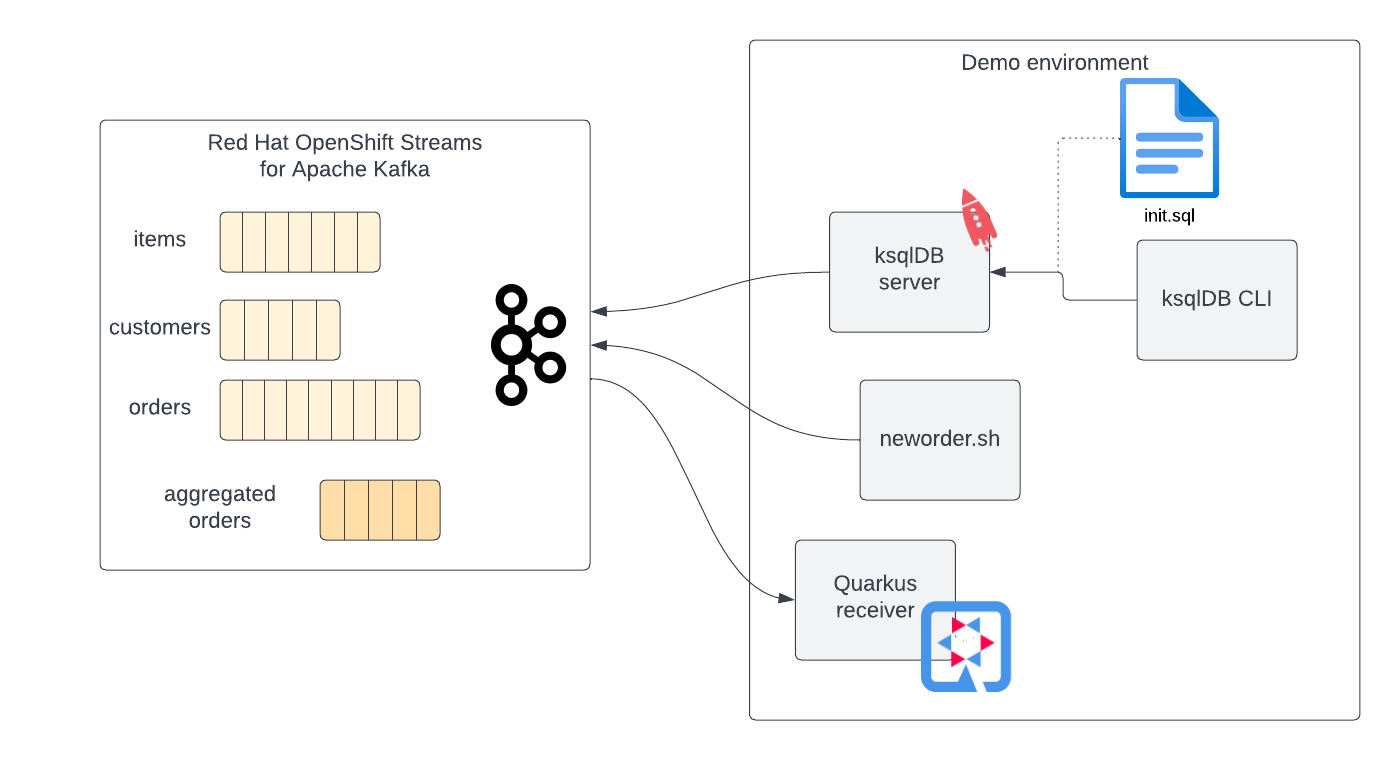 Demo environment
Red Hat OpenShift Streams
for Apache Kafka
items
customers
orders
aggregated
orders
init.sql
ksqlDB
server
ksqlDB CLI
neworder.sh
Quarkus
receiver